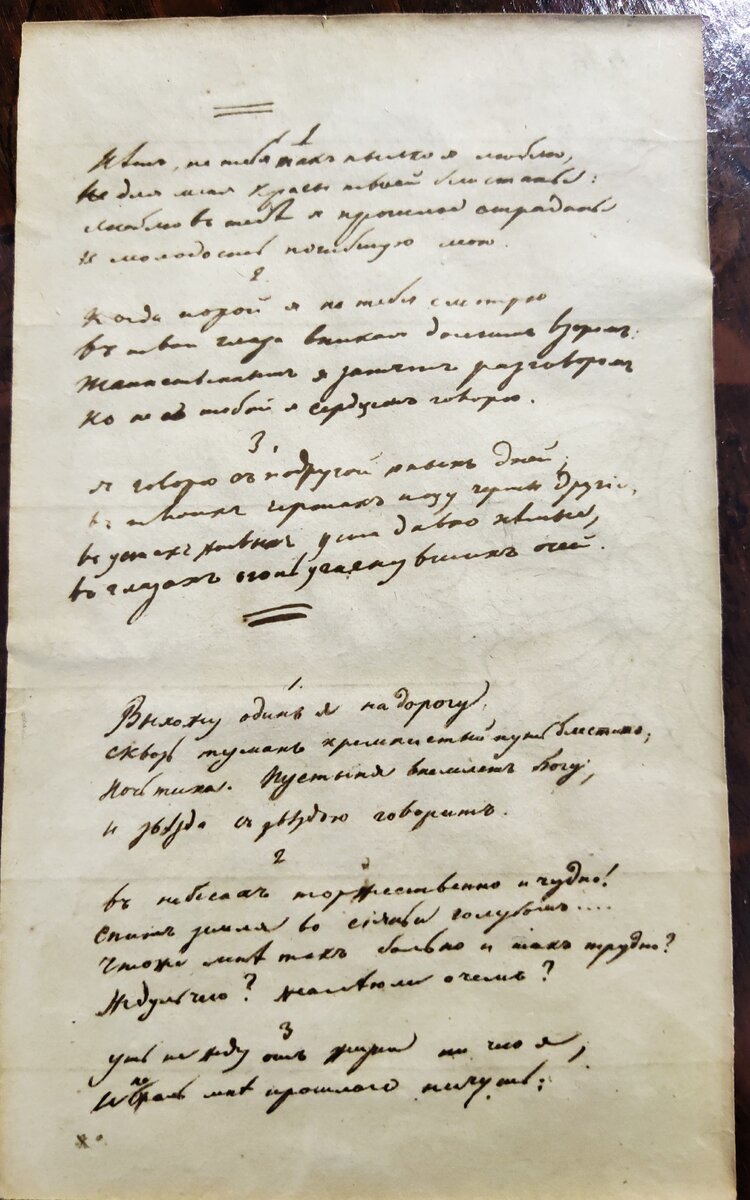 1
Нѣтъ, не тебя такъ пылко я люблю,
Не для меня красы твоей блистанье:
Люблю въ тебѣ я прошлое страданье
И молодость погибшую мою.
2
Когда порой я на тебя смотрю
Въ твои глаза вникая долгимъ взоромъ:
Таинственнымъ я занятъ разговоромъ
Но не съ тобой я сердцемъ говорю.
3.
Я говорю съ подругой юныхъ дней;
Въ твоихъ чертахъ ищу черты другіе,
Въ устахъ живыхъ уста давно нѣмые,
Въ глазахъ огонь угаснувшихъ очей.
1.
Выхожу одинъ я на дорогу,
Сквозь туманъ кремнистый путь блеститъ;
Ночь тиха. Пустыня внемлетъ Богу,
и звѣзда съ звѣздою говоритъ.
2
Въ небесахъ торжественно и чудно!
Спитъ земля во сіяньи голубомъ....
Что же мнѣ такъ больно и такъ трудно?
Жду ль чего? жалѣю ли о чемъ?
3
Ужъ не жду отъ жизни ни чего я,
И не жаль мнѣ прошлаго ничуть;